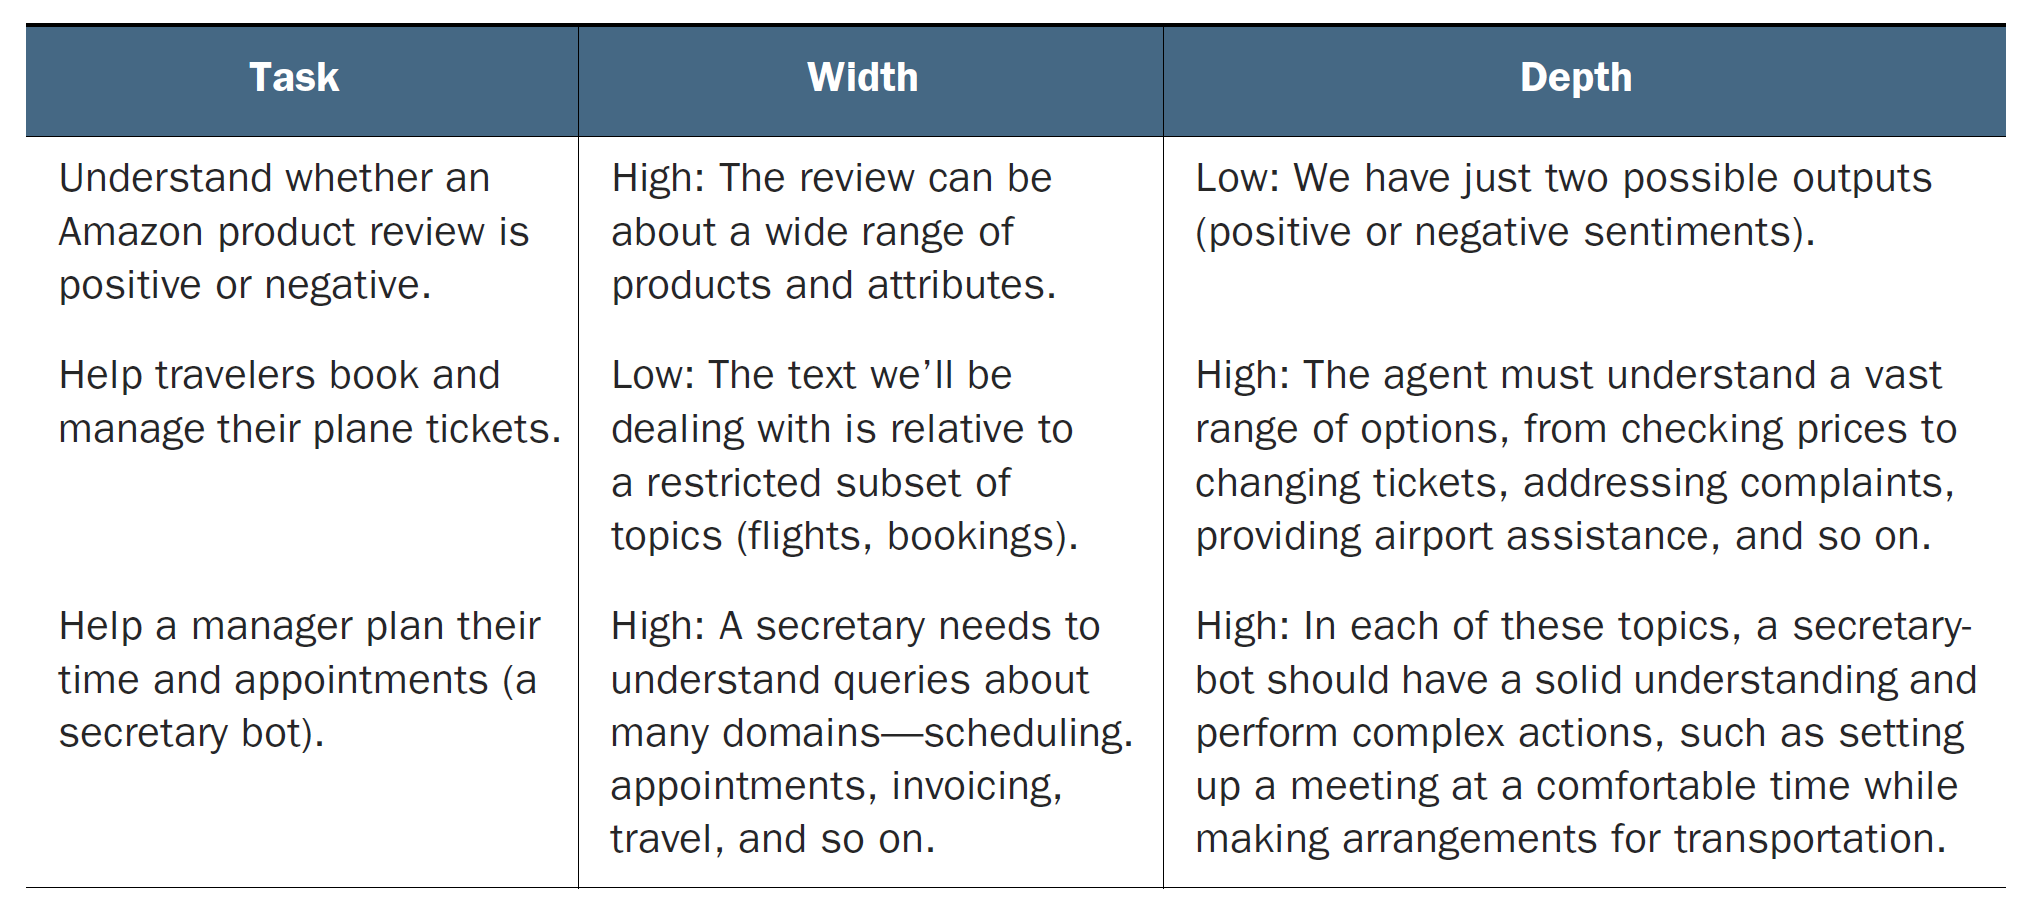 Task
Width
Depth
Understand whether an
Amazon product review is
positive or negative.
High: The review can be
about a wide range of
products and attributes.
Low: We have just two possible outputs
(positive or negative sentiments).
Help travelers book and
manage their plane tickets.
Low: The text we’ll be
dealing with is relative to
a restricted subset of
topics (flights, bookings).
High: The agent must understand a vast
range of options, from checking prices to
changing tickets, addressing complaints,
providing airport assistance, and so on.
Help a manager plan their
time and appointments (a
secretary bot).
High: A secretary needs to
understand queries about
many domains—scheduling.
appointments, invoicing,
travel, and so on.
High: In each of these topics, a secretary-
bot should have a solid understanding and
perform complex actions, such as setting
up a meeting at a comfortable time while
making arrangements for transportation.